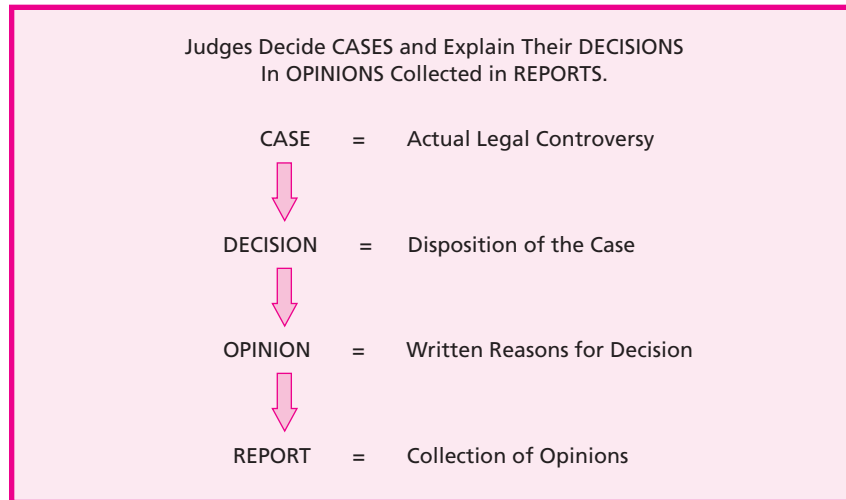 Judges Decide CASES and Explain Their DECISIONS
In OPINIONS Collected in REPORTS.
CASE = Actual Legal Controversy
DECISION = Disposition of the Case
OPINION = Written Reasons for Decision
REPORT = Collection of Opinions